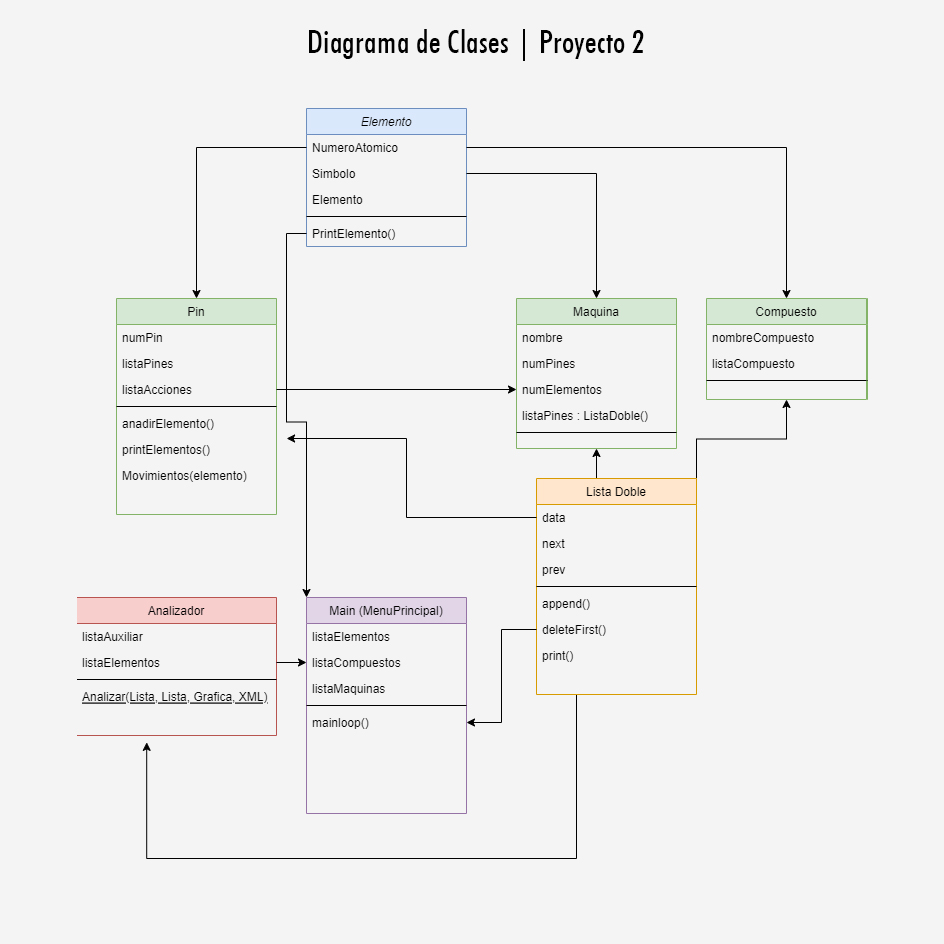 Diagrama de Clases | Proyecto 2
Elemento
NumeroAtomico
Simbolo
Elemento
PrintElemento()
Pin
numPin
listaPines
listaAcciones
anadirElemento()
printElementos()
Movimientos(elemento)
Maquina
nombre
numPines
numElementos
listaPines : ListaDoble()
Compuesto
nombreCompuesto
listaCompuesto
Lista Doble
data
next
prev
append()
deleteFirst()
print()
Analizador
listaAuxiliar
listaElementos
Analizar(Lista, Lista, Grafica, XML)
Main (MenuPrincipal)
listaElementos
listaCompuestos
listaMaquinas
mainloop()